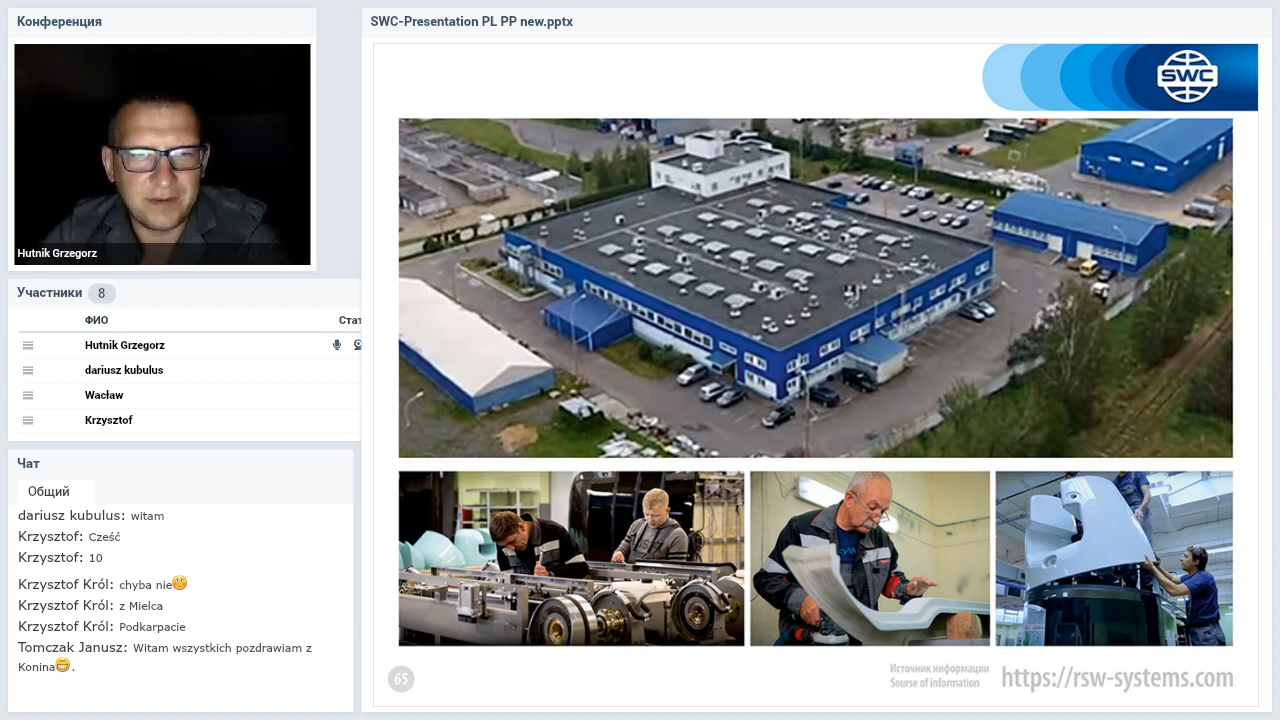 Конференция
Hutnik Grzegorz
Участники 8
ФИО Стат
Hutnik Grzegorz
dariusz kubulus
Wacław
Krzysztof
Чат
Общий
dariusz kubulus: witam
Krzysztof: Cześć
Krzysztof: 10
Krzysztof Król: chyba nie
Krzysztof Król: z Mielca
Krzysztof Król: Podkarpacie
Tomczak Janusz: Witam wszystkich pozdrawiam z
Konina😁.
SWC-Presentation PL PP new.pptx
SWC
65
Источник информации
Sourse of information
https://rsw-systems.com